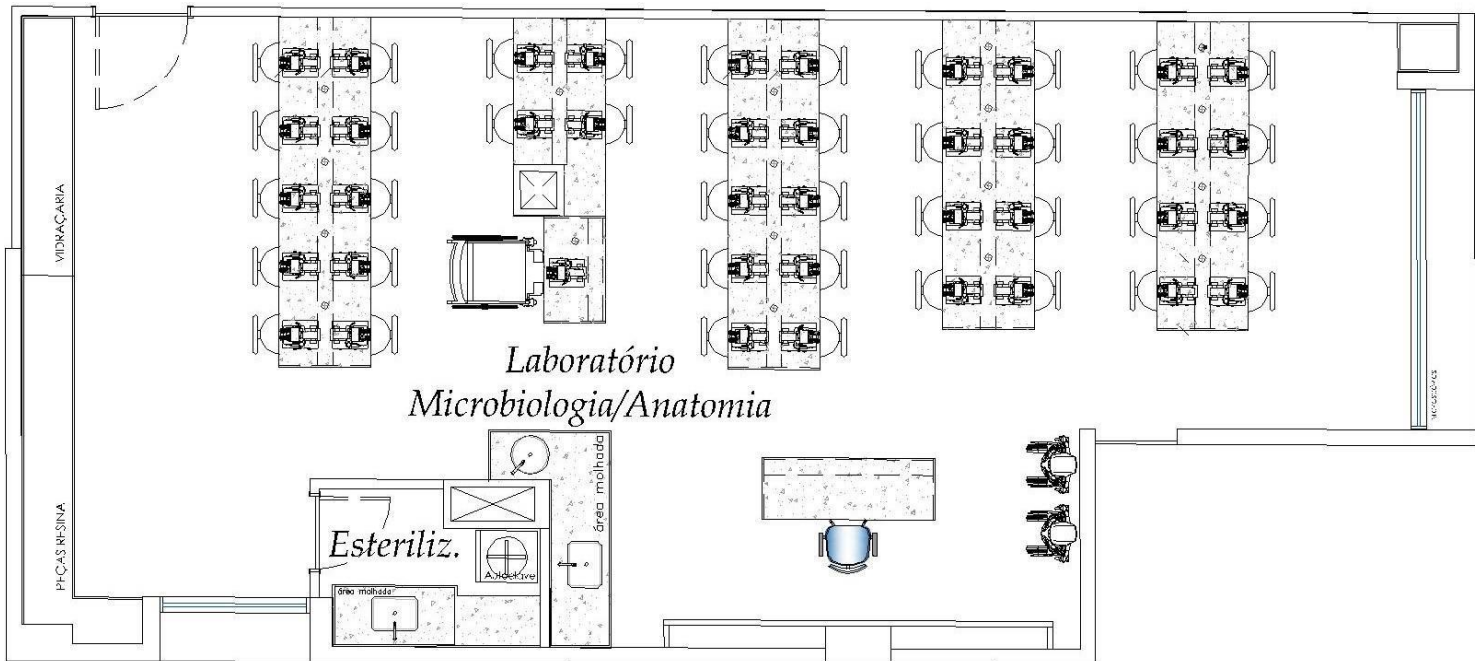 VIDRAÇARIA
Laboratório
Microbiologia/Anatomia
área molhada
PEÇAS RESINA
Esteriliz.
Autoclave
área molhada